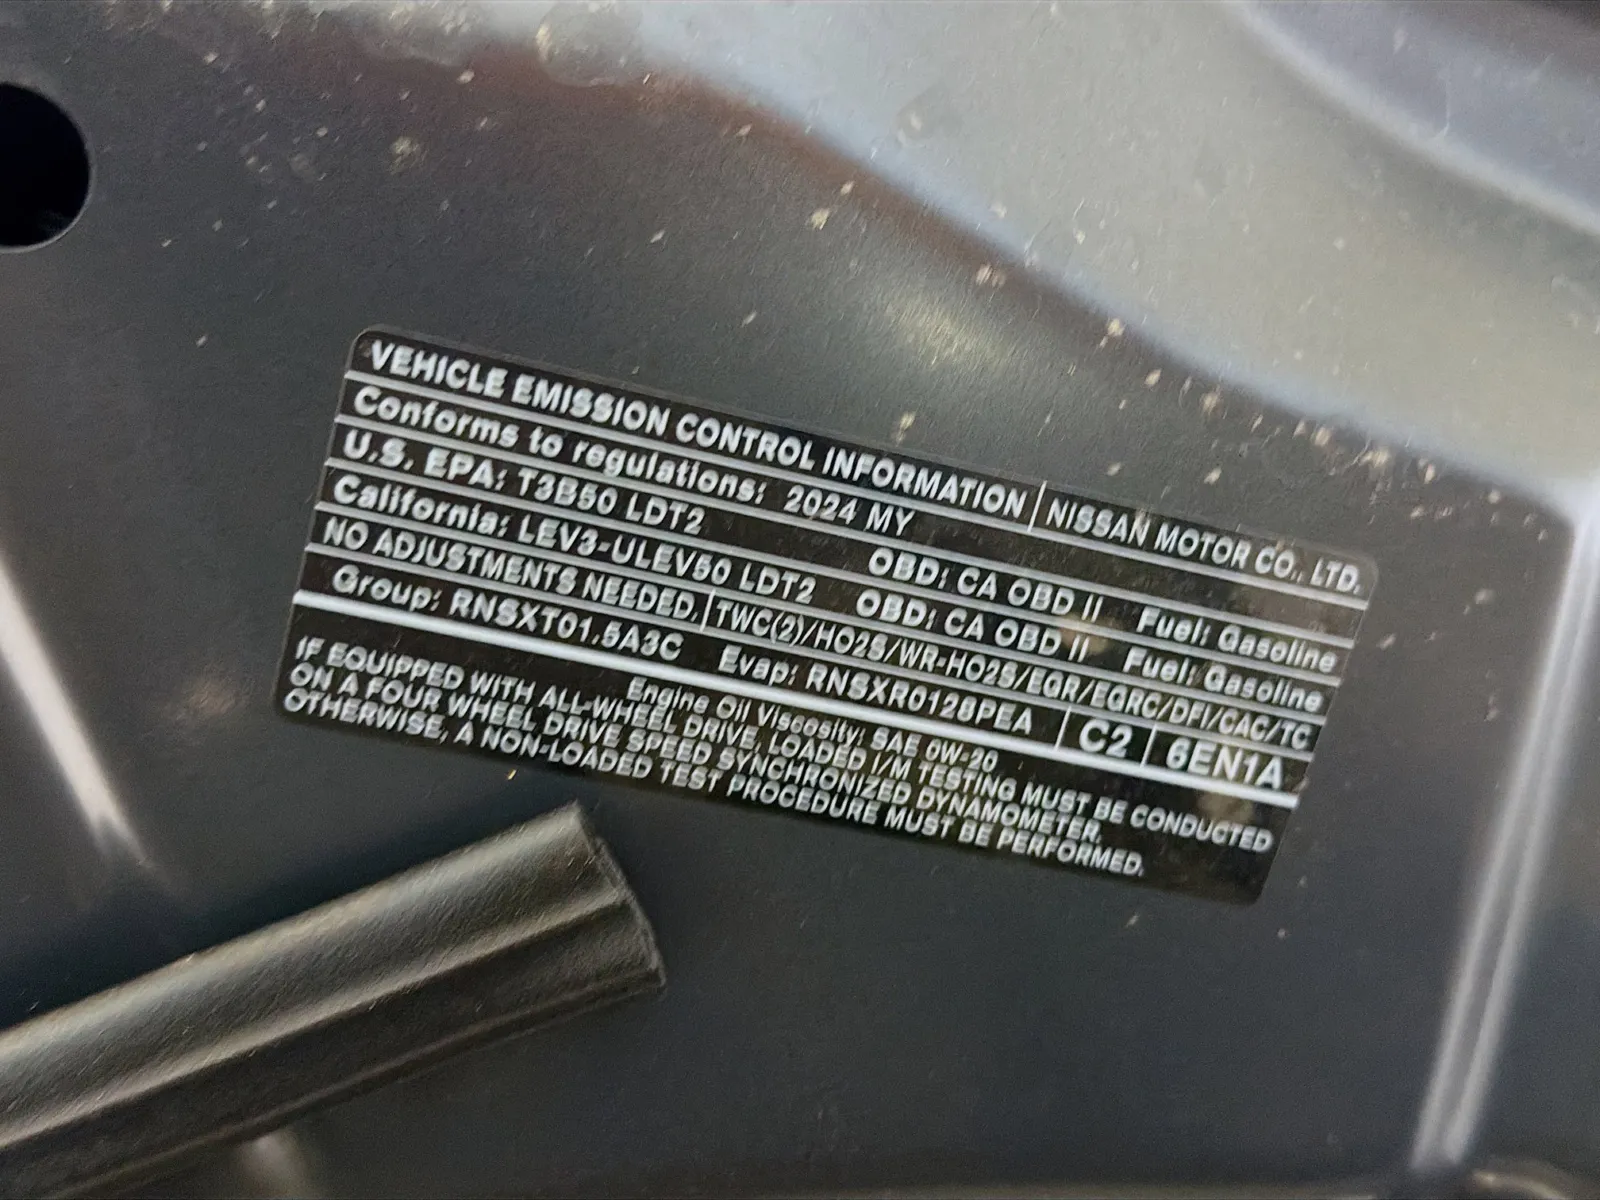 VEHICLE EMISSION CONTROL INFORMATION NISSAN MOTOR CO., LTD.
Conforms to regulations: 2024 MY
U.S. EPA: T3B50 LDT2 OBD: CA OBD II Fuel: Gasoline
California: LEV3-ULEV50 LDT2 OBD: CA OBD II Fuel: Gasoline
NO ADJUSTMENTS NEEDED. TWC(2)/HO2S/WR-HO2S/EGR/EGRC/DFI/CAC/TC
Group: RNSXT01.5A3C Evap: RNSXR0128PEA C2 6EN1A
Engine Oil Viscosity: SAE 0W-20
IF EQUIPPED WITH ALL-WHEEL DRIVE, LOADED I/M TESTING MUST BE CONDUCTED
ON A FOUR WHEEL DRIVE SPEED SYNCHRONIZED DYNAMOMETER.
OTHERWISE, A NON-LOADED TEST PROCEDURE MUST BE PERFORMED.